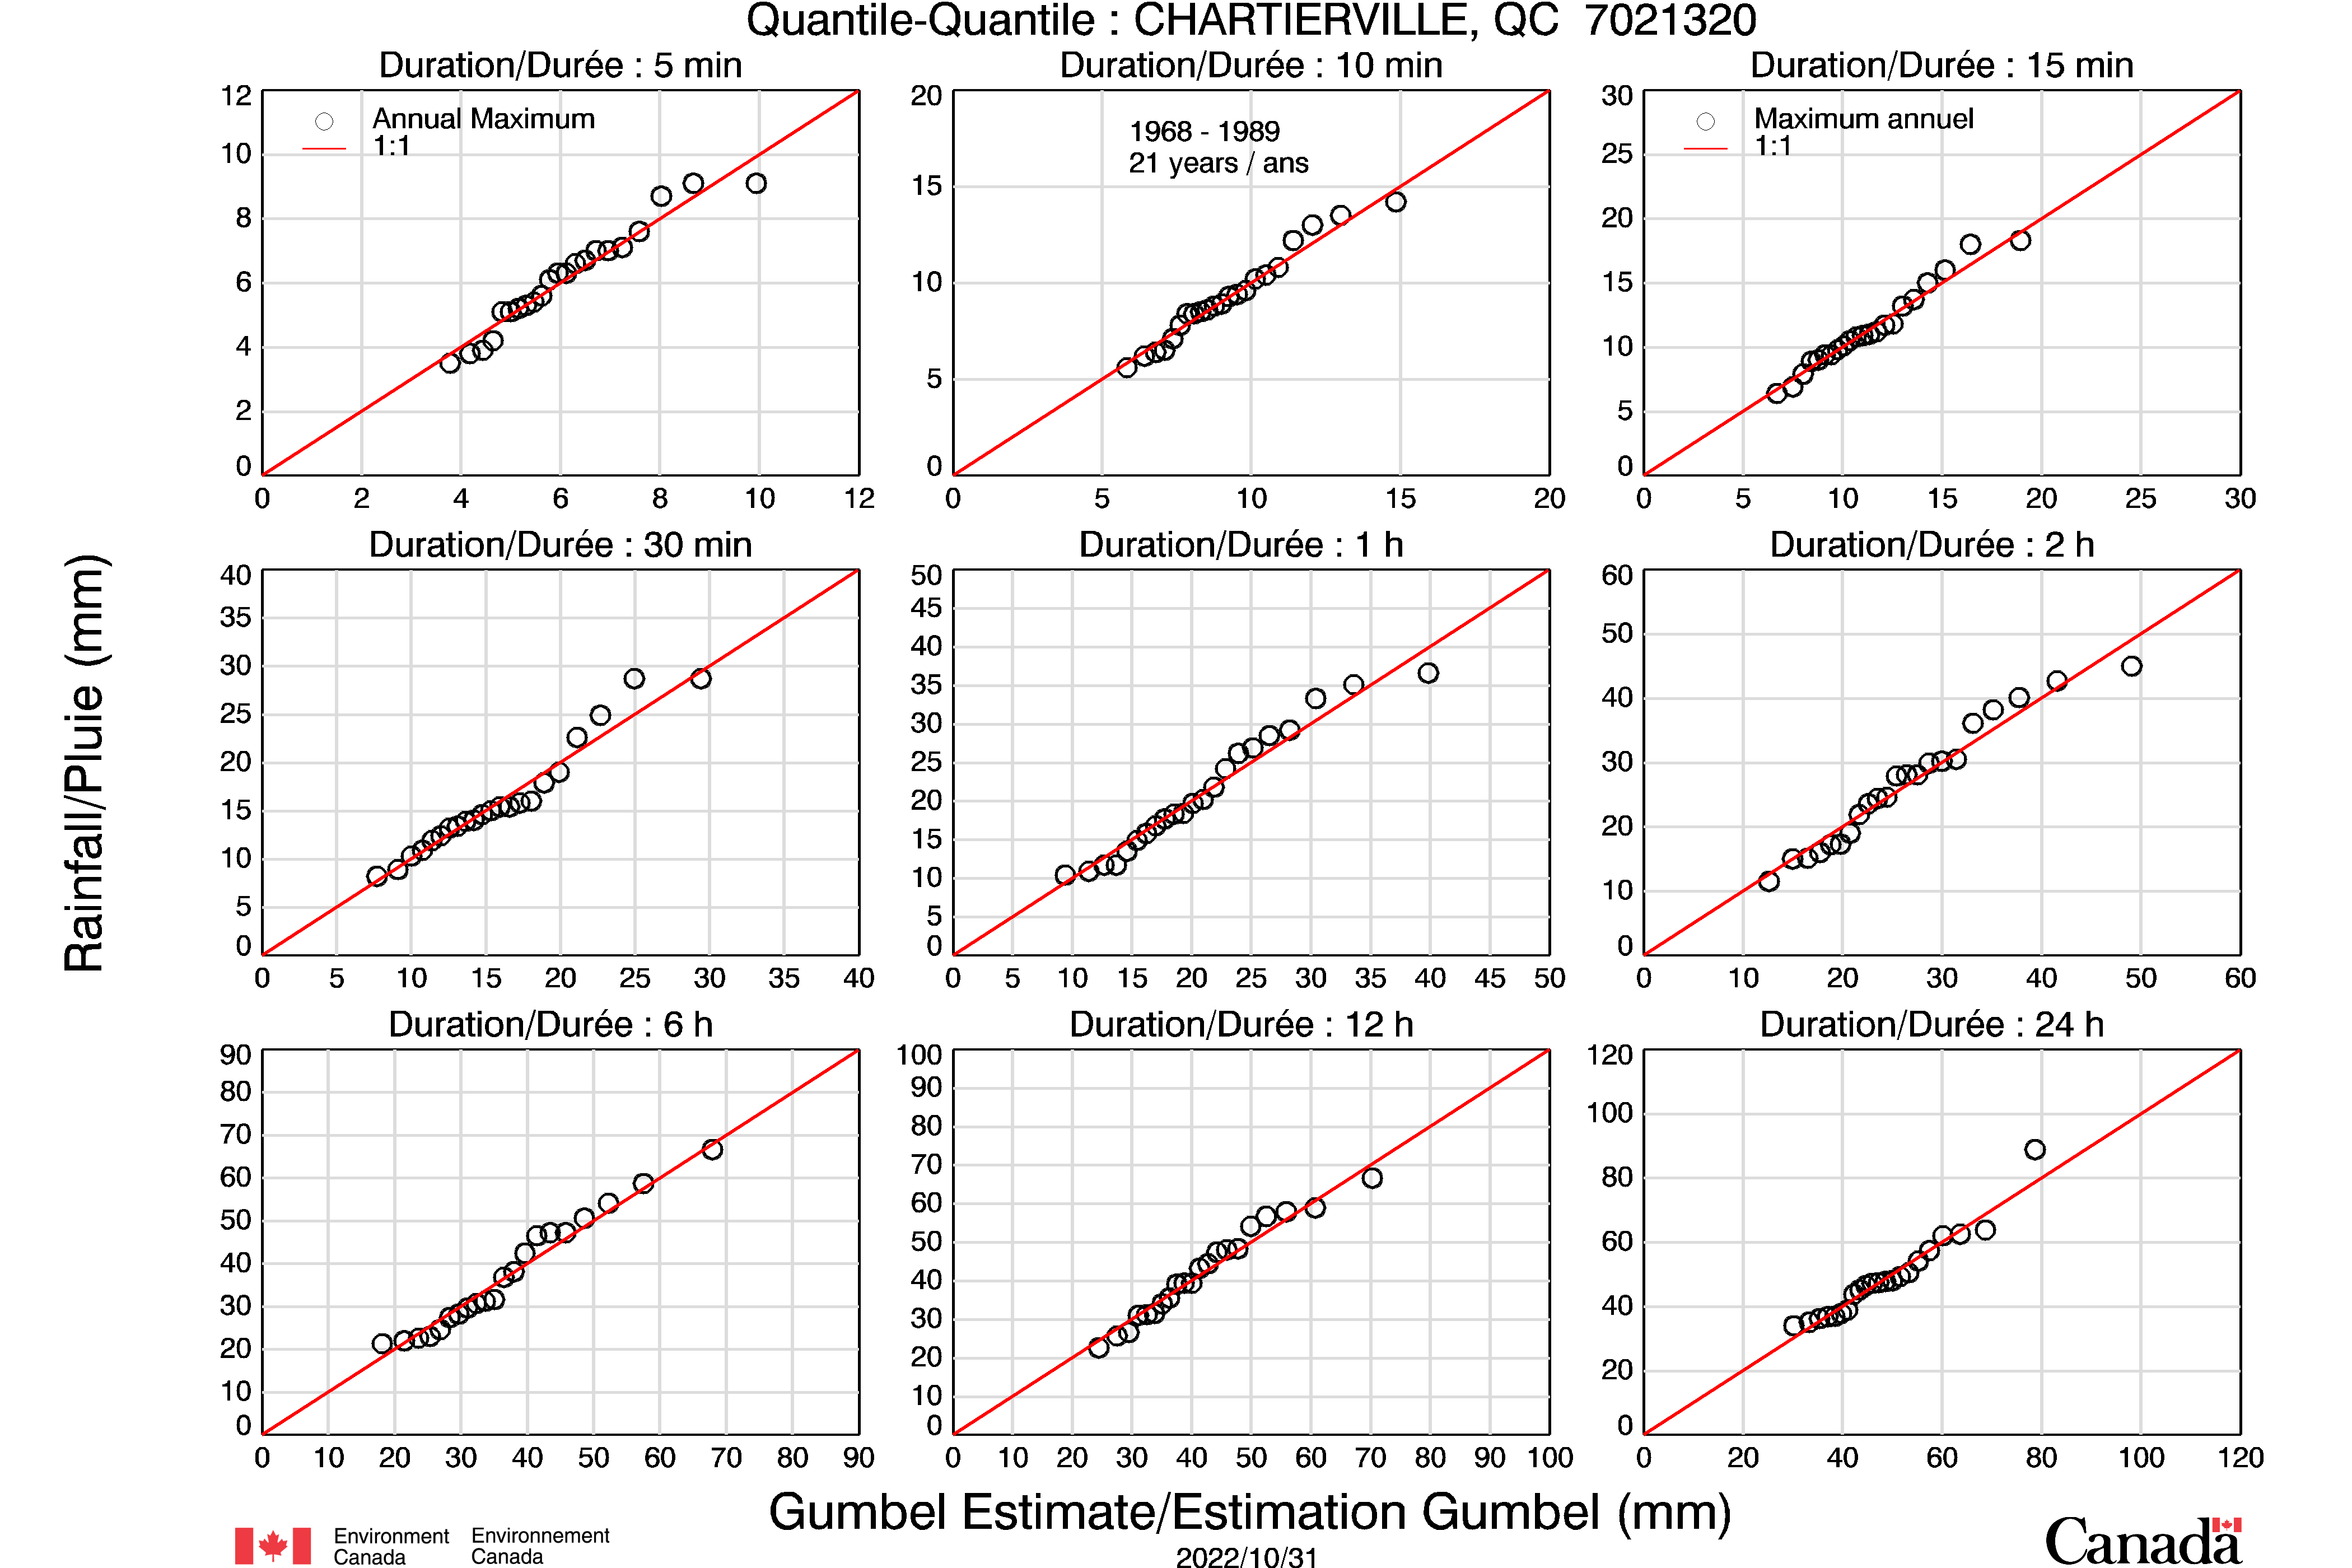 Quantile-Quantile : CHARTIERVILLE, QC 7021320
Duration/Durée : 5 min
12
10
8
6
4
2
0
0 2 4 6 8 10 12
Annual Maximum
1:1
Duration/Durée : 10 min
20
15
10
5
0
0 5 10 15 20
1968 - 1989
21 years / ans
Duration/Durée : 15 min
30
25
20
15
10
5
0
0 5 10 15 20 25 30
Maximum annuel
1:1
Duration/Durée : 30 min
40
35
30
25
20
15
10
5
0
0 5 10 15 20 25 30 35 40
Duration/Durée : 1 h
50
45
40
35
30
25
20
15
10
5
0
0 5 10 15 20 25 30 35 40 45 50
Duration/Durée : 2 h
60
50
40
30
20
10
0
0 10 20 30 40 50 60
Duration/Durée : 6 h
90
80
70
60
50
40
30
20
10
0
0 10 20 30 40 50 60 70 80 90
Duration/Durée : 12 h
100
90
80
70
60
50
40
30
20
10
0
0 10 20 30 40 50 60 70 80 90 100
Duration/Durée : 24 h
120
100
80
60
40
20
0
0 20 40 60 80 100 120
Rainfall/Pluie (mm)
Gumbel Estimate/Estimation Gumbel (mm)
Environment
Canada
Environnement
Canada
2022/10/31
Canada